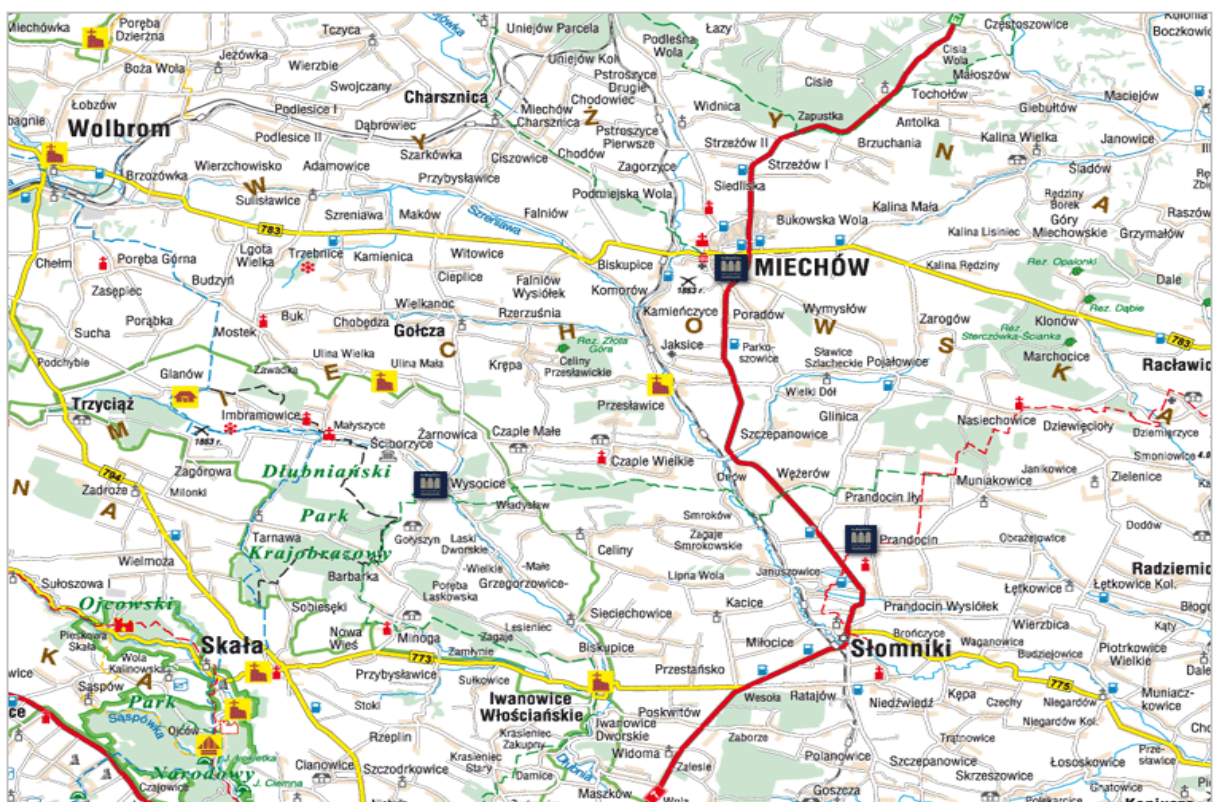 Miechówka
Poręba
Dzierżna
Tczyca
Uniejów Parcela
Podleśna
Wola
Łazy
Częstoszowice
Kolonia
Jeżówka
Wierzbie
Boża Wola
Uniejów Kol.
Cisia
Wola
Małoszów
Swojczany
Charsznica
Pstroszyce
Drugie
Cisie
Tochołów
Maciejów
Łobzów
Podlesice I
Miechów
Charsznica
Chodowiec
Widnica
Zapustka
Giebułtów
Wolbrom
Dąbrowiec
Pstroszyce
Pierwsze
Antolka
Podlesice II
Strzeżów II
Brzuchania
Kalina Wielka
Janowice
Wierzchowisko
Adamowice
Szarkówka
Ciszowice
Chodów
Zagorzyce
Strzeżów I
Brzozówka
Przybysławice
Siedliska
Śladów
Sulisławice
Podmiejska Wola
Rędziny
Borek
Szreniawa
Maków
Szreniawa
Falniów
Bukowska Wola
Kalina Mała
Góry
Miechowskie
Raszów
783
Kalina Lisiniec
Grzymałów
Chełm
Poręba Górna
Lgota
Wielka
Trzebnice
Kamienica
Witowice
Biskupice
MIECHÓW
Kalina Rędziny
Rez. Opalonki
Budzyń
Cieplice
Falniów
Wysiółek
Komorów
1863 r.
Dale
Zasępiec
Wielkanoc
Rzerzuśnia
Kamieńczyce
Poradów
Wymysłów
Zarogów
Klonów
Rez. Dąbie
Porąbka
Buk
Chobędza
Gołcza
Sucha
Mostek
Rez. Złota
Góra
Jaksice
Parko-
szowice
Sławice
Szlacheckie
Pojałowice
Rez.
Sterczówka-Ścianka
783
Podchybie
Ulina Wielka
Ulina Mała
Krępa
Celiny
Przesławickie
Marchocice
Glanów
Zawadka
Wielki Dół
Trzyciąż
Imbramowice
Małyszyce
Przesławice
Glinica
Nasiechowice
Dziewięcioły
Dziemierzyce
1863 r.
Ściborzyce
Żarnowica
Czaple Małe
Szczepanowice
Zagórowa
Dłubniański
Park
Krajobrazowy
Czaple Wielkie
Wężerów
Janikowice
Smoniowice
794
Zadroże
Milonki
Wysocice
Muniakowice
Zielenice
Władysław
Prandocin Iły
Gołyszyn
Laski
Dworskie
Smroków
Dodów
Tarnawa
Zagaje
Smrokowskie
Prandocin
Obrażejowice
Wielmoża
-Wielkie
-Małe
Grzegorzowice-
Celiny
Sułoszowa I
Barbarka
Poręba
Laskowska
Lipna Wola
Januszowice
Łętkowice
Łętkowice Kol.
Ojcowski
Park
Narodowy
Sobiesęki
Sieciechowice
Kacice
Prandocin Wysiółek
Pieskowa
Skała
Skała
Nowa
Wieś
Minoga
Lesieniec
Zagaje
Wierzbica
Kąty
Wola
Kalinowska
Zamłynie
Biskupice
Miłocice
Słomniki
Brończyce
Waganowice
Budziejowice
Piotrkowice
Wielkie
773
Przybysławice
Sułkowice
Przestańsko
775
Sąspów
Iwanowice
Włościańskie
Wesoła
Ratajów
Niedźwiedź
Kępa
Czechy
Niegardów
Muniacz-
kowice
Stoki
Poskwitów
Niegardów Kol.
Sąspówka
Ojców
Rzeplin
Krasieniec
Zakupny
Iwanowice
Dworskie
Widoma
Zaborze
Trątnowice
Polanowice
Prze-
sławice
Krasieniec
Stary
Dłubnia
Szczepanowice
Łososkowice
Cianowice
Szczodrkowice
Damice
Zalesie
Skrzeszowice
J. Ciemna
Czajowice
Maszków
7
Goszcza
Gnatowice
W Y Ż Y N A
M I E C H O W S K A